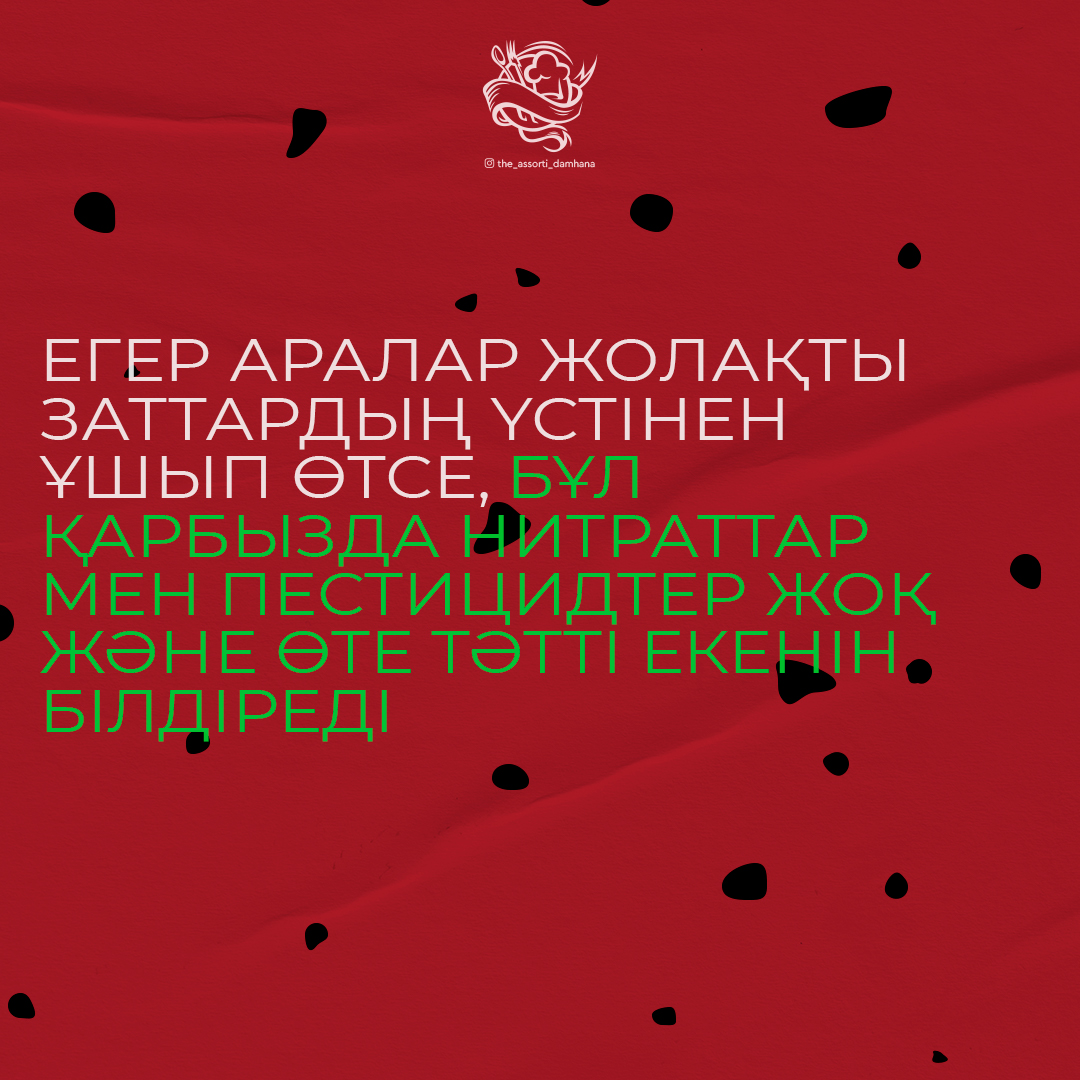 the_assorti_damhana
ЕГЕР АРАЛАР ЖОЛАҚТЫ
ЗАТТАРДЫҢ ҮСТІНЕН
ҰШЫП ӨТСЕ, БҰЛ
ҚАРБЫЗДА НИТРАТТАР
МЕН ПЕСТИЦИДТЕР ЖОҚ
ЖӘНЕ ӨТЕ ТӘТТІ ЕКЕНІН
БІЛДІРЕДІ